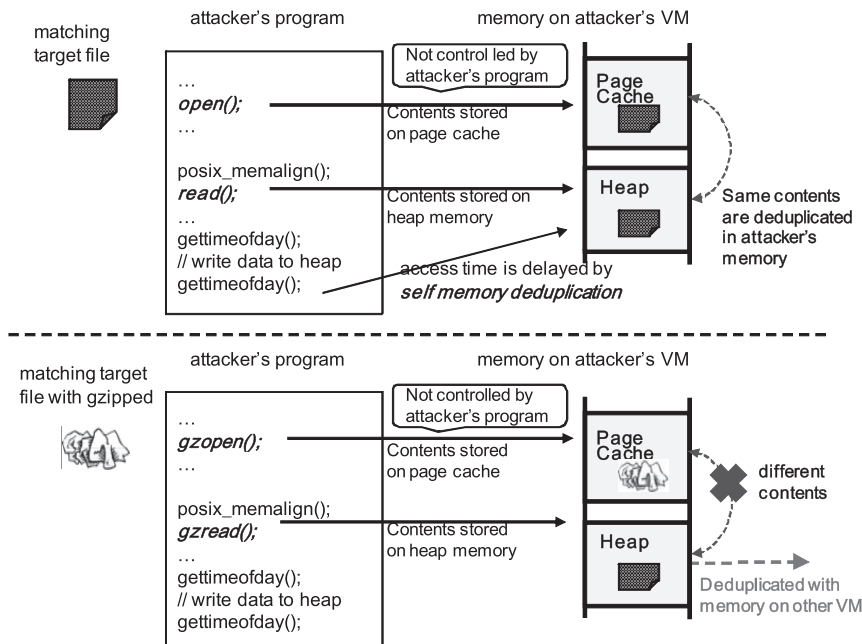 attacker's program
memory on attacker's VM
matching
target file
...
open();
...
posix_memalign();
read();
...
gettimeofday();
// write data to heap
gettimeofday();
Not control led by
attacker's program
Contents stored
on page cache
Contents stored on
heap memory
access time is delayed by
self memory deduplication
Page
Cache
Heap
Same contents
are deduplicated
in attacker's
memory
attacker's program
memory on attacker's VM
matching target
file with gzipped
...
gzopen();
...
posix_memalign();
gzread();
...
gettimeofday();
// write data to heap
gettimeofday();
Not controlled by
attacker's program
Contents stored
on page cache
Contents stored
on heap memory
Page
Cache
Heap
different
contents
Deduplicated with
memory on other VM